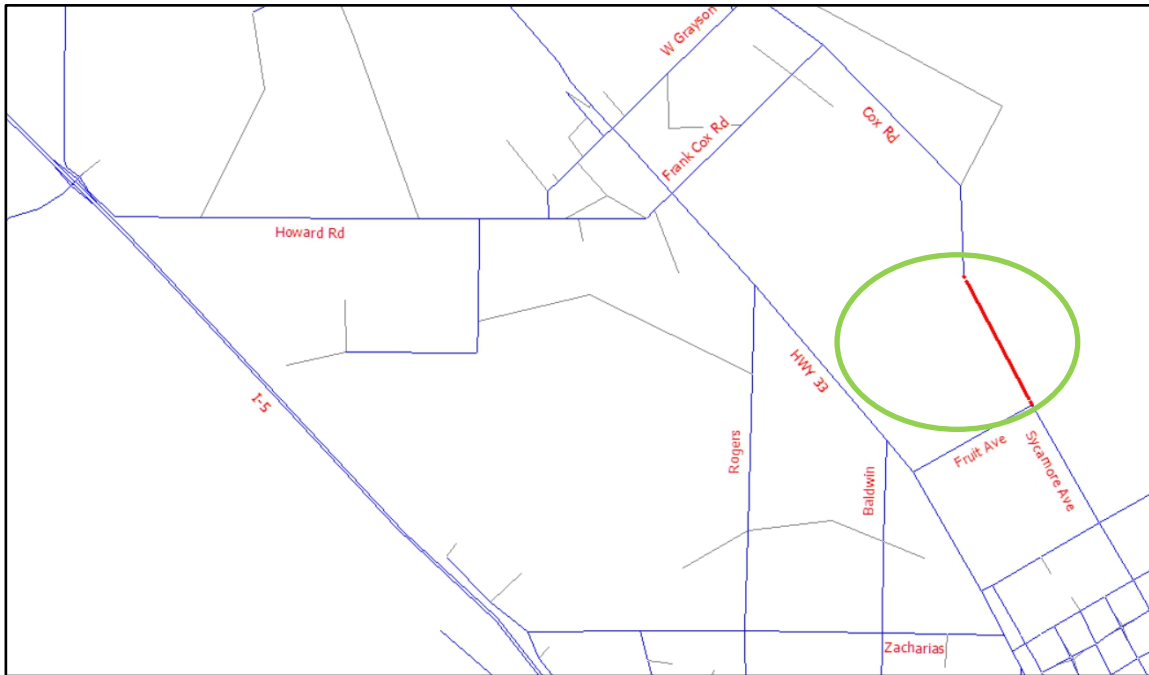 W Grayson
Cox Rd
Frank Cox Rd
Howard Rd
HWY 33
I-5
Rogers
Fruit Ave
Sycamore Ave
Baldwin
Zacharias